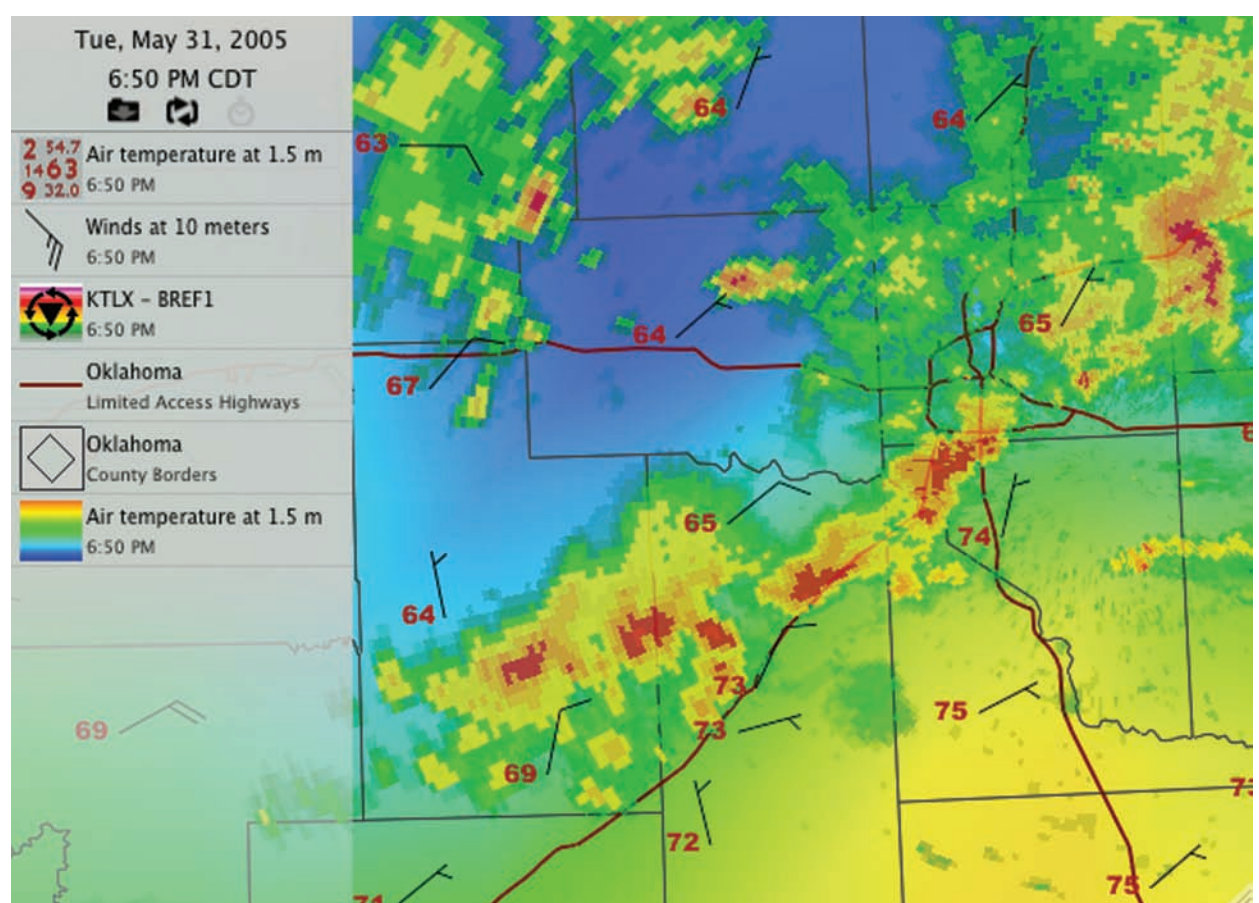 Tue, May 31, 2005
6:50 PM CDT
2 54.7
14 63
9 32.0
Air temperature at 1.5 m
6:50 PM
Winds at 10 meters
6:50 PM
KTLX - BREF1
6:50 PM
Oklahoma
Limited Access Highways
Oklahoma
County Borders
Air temperature at 1.5 m
6:50 PM
64
64
63
65
64
67
65
74
64
73
75
73
69
69
72
75